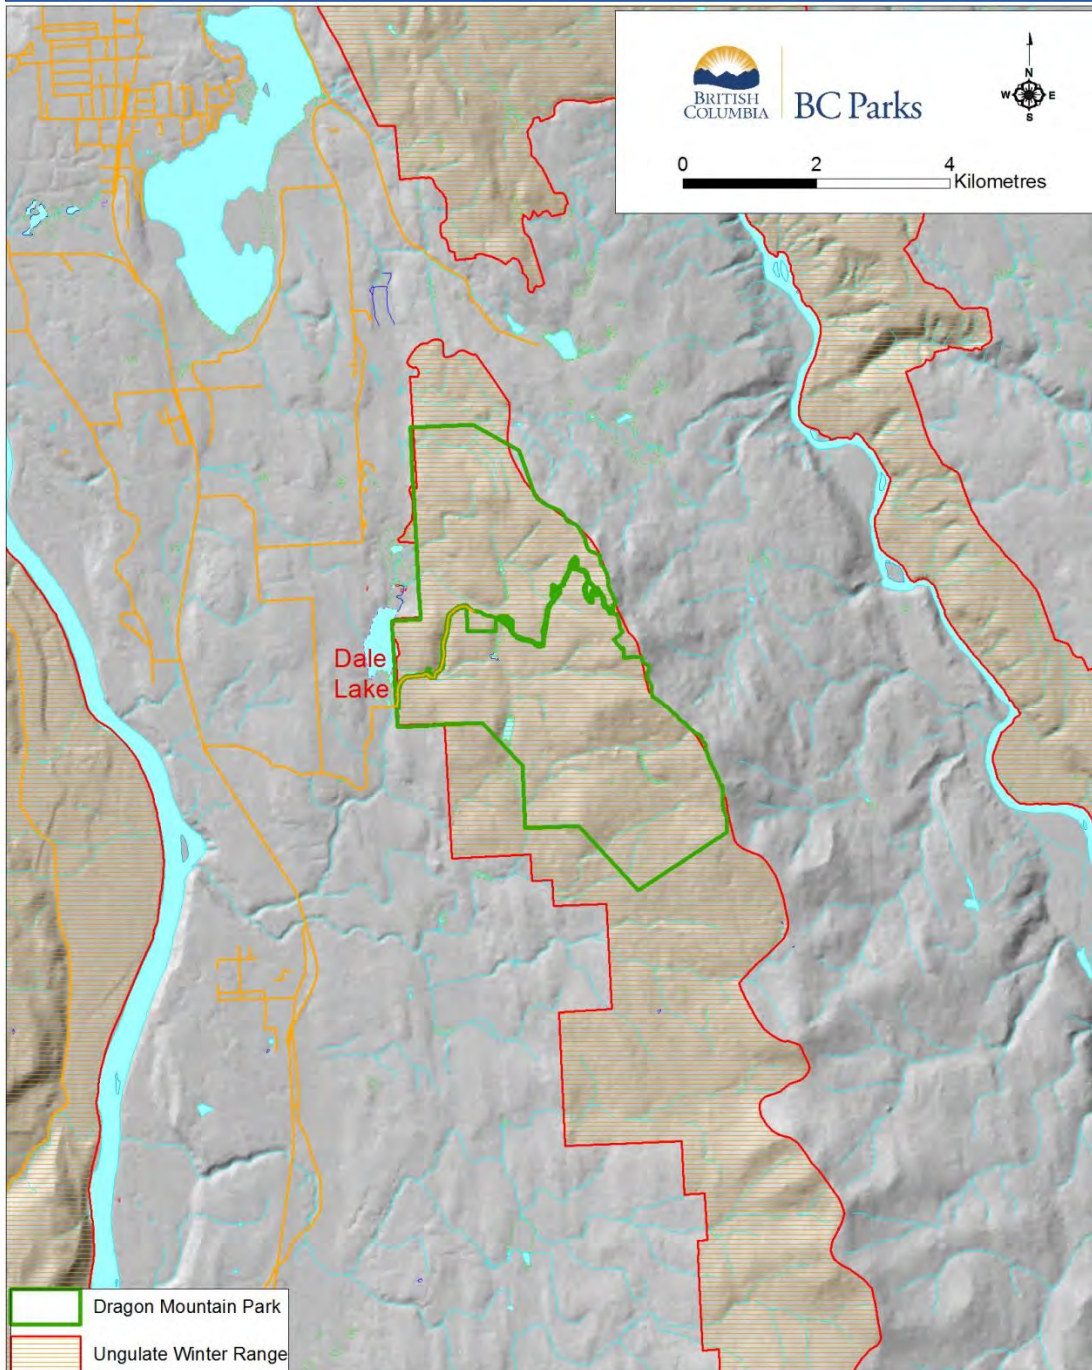 BRITISH
COLUMBIA
BC Parks
N
W E
S
0 2 4
Kilometres
Dale
Lake
Dragon Mountain Park
Ungulate Winter Range